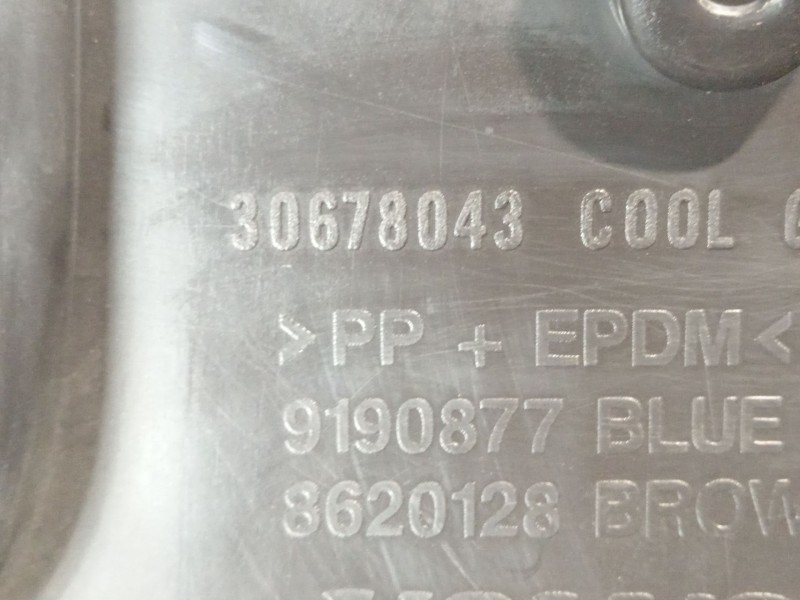 30678043 COOL G
>PP + EPDM<
9190877 BLUE
8620128 BROW